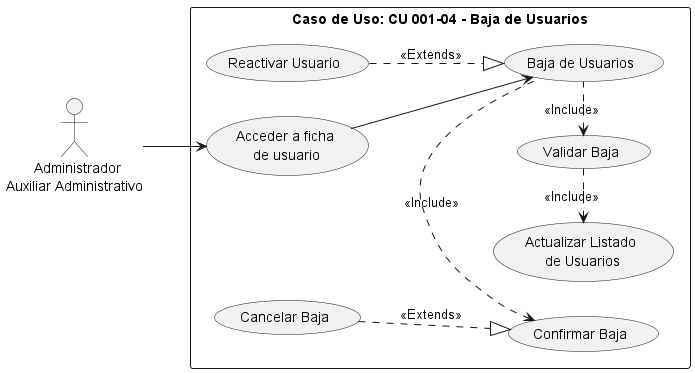 Caso de Uso: CU 001-04 - Baja de Usuarios
Reactivar Usuario
«Extends»
Baja de Usuarios
«Include»
Acceder a ficha
de usuario
Validar Baja
Administrador
Auxiliar Administrativo
«Include»
«Include»
Actualizar Listado
de Usuarios
Cancelar Baja
«Extends»
Confirmar Baja